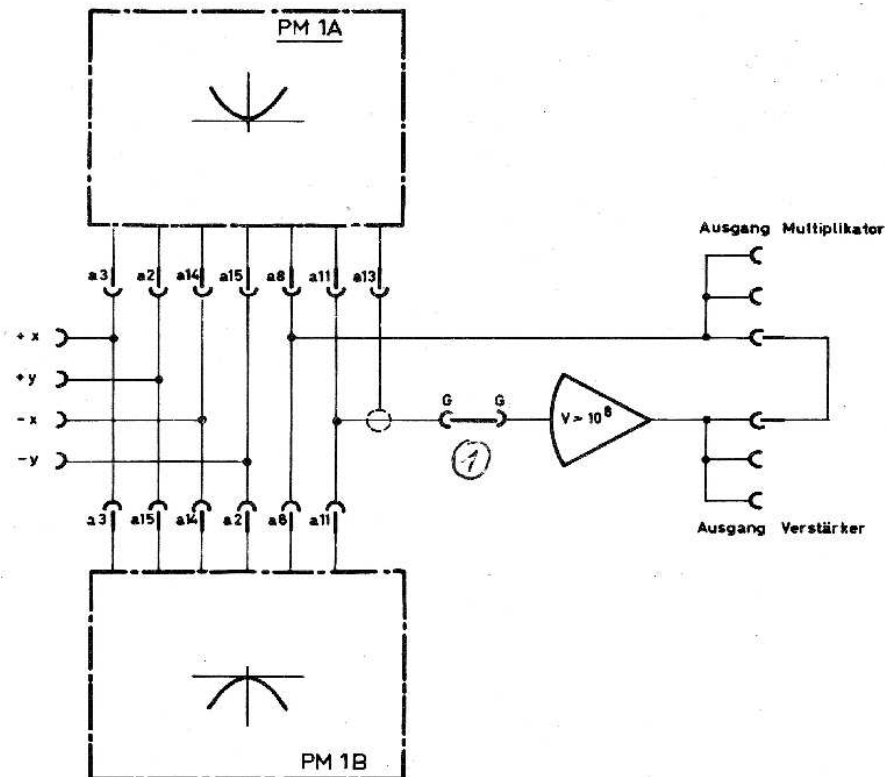 PM 1A
Ausgang Multiplikator
a3 a2 a14 a15 a8 a11 a13
+x
+y
G G
-x
V > 10⁸
-y
1
a3 a15 a14 a2 a8 a11
Ausgang Verstärker
PM 1B